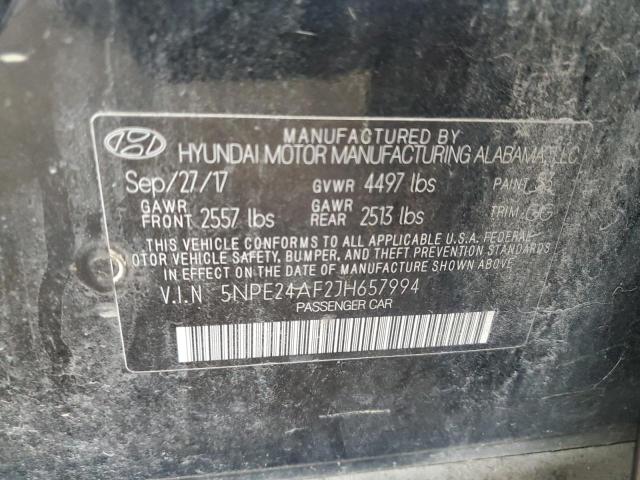 MANUFACTURED BY
HYUNDAI MOTOR MANUFACTURING ALABAMA, LLC
Sep/27/17 GVWR 4497 lbs PAINT
GAWR FRONT 2557 lbs GAWR REAR 2513 lbs TRIM GG
THIS VEHICLE CONFORMS TO ALL APPLICABLE U.S.A. FEDERAL
MOTOR VEHICLE SAFETY, BUMPER, AND THEFT PREVENTION STANDARDS
IN EFFECT ON THE DATE OF MANUFACTURE SHOWN ABOVE.
V.I.N 5NPE24AF2JH657994
PASSENGER CAR